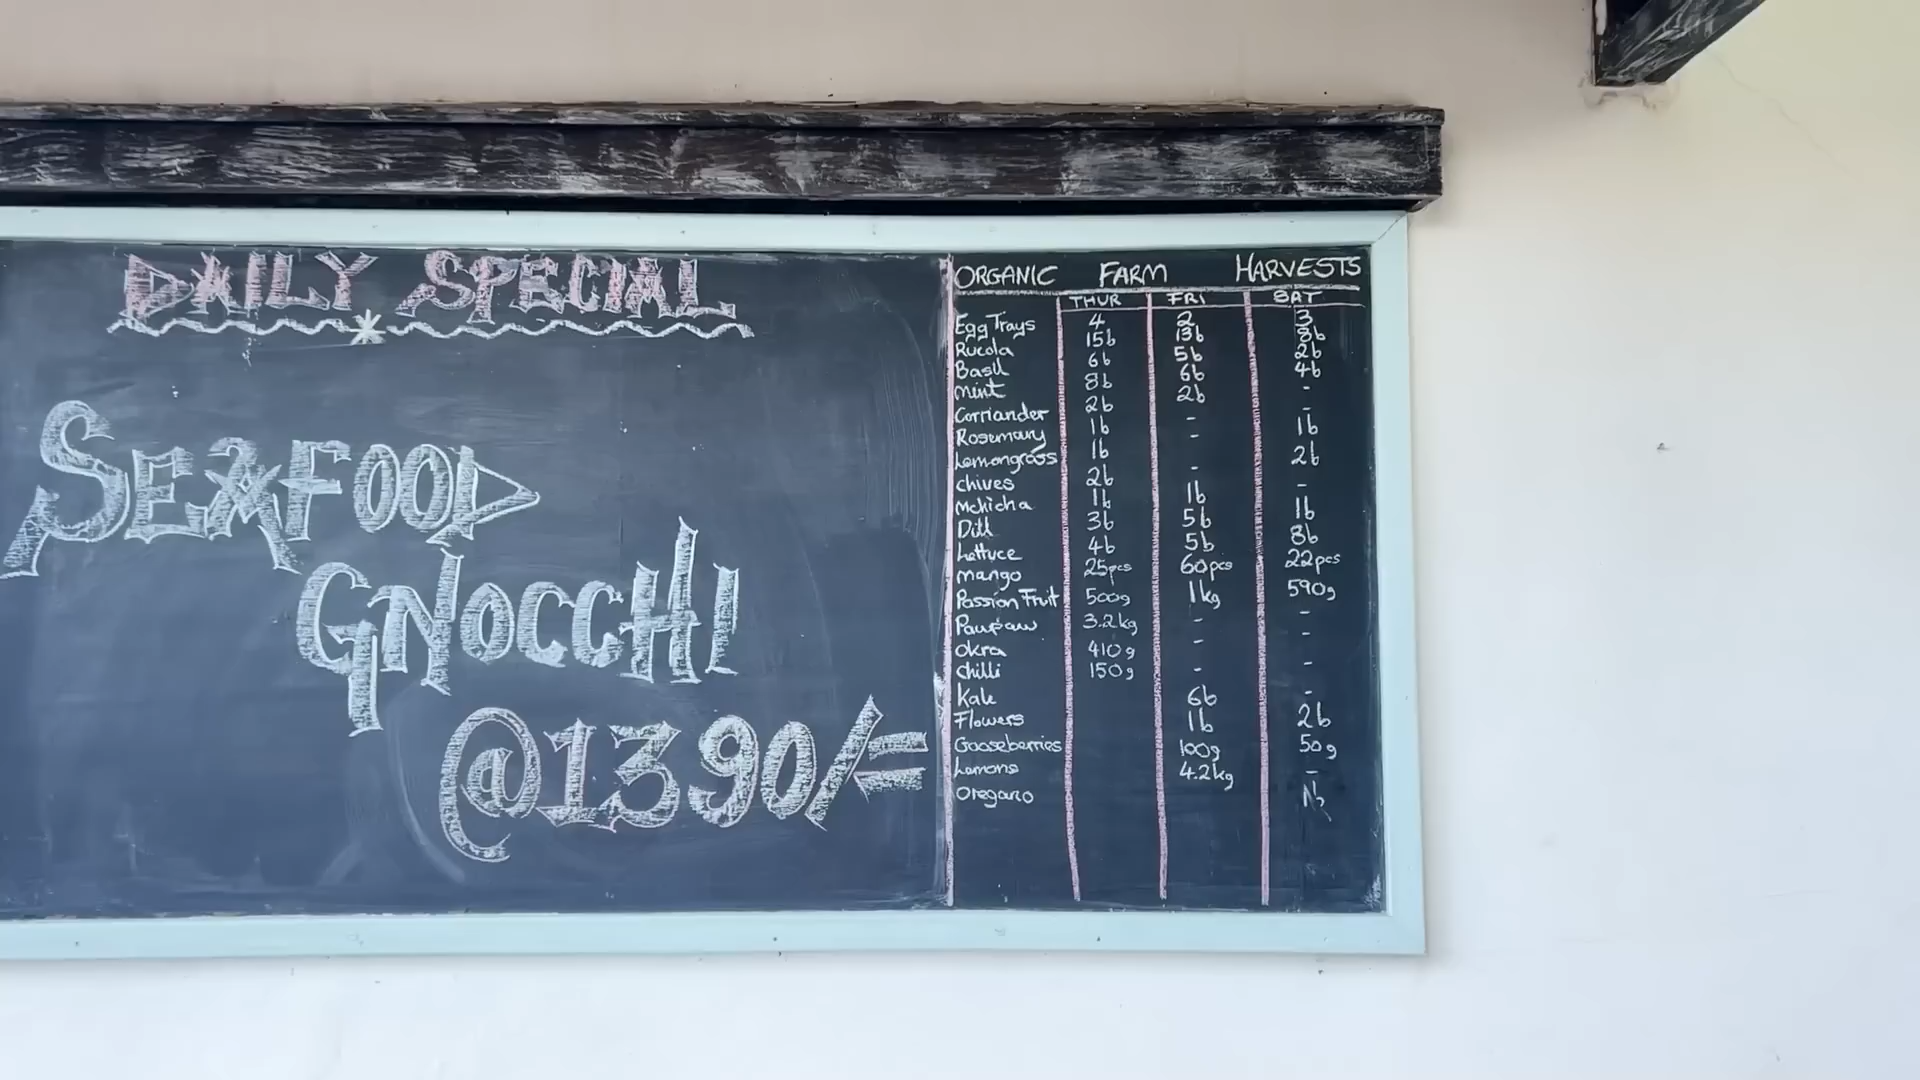 DAILY SPECIAL
SEAFOOD
GNOCCHI
@1390/=
ORGANIC FARM HARVESTS
THUR FRI SAT
Egg Trays 4 2 3
Rucola 15b 13b 8b
Basil 6b 5b 2b
Mint 8b 6b 4b
Corriander 2b 2b -
Rosemary 1b - -
Lemongrass 1b - 1b
Chives 2b - 2b
Mchicha 1b 1b -
Dill 3b 5b 1b
Lettuce 4b 5b 8b
Mango 25pcs 60pcs 22pcs
Passion Fruit 500g 1kg 590g
Pawpaw 3.2kg - -
Okra 410g - -
Chilli 150g - -
Kale 6b -
Flowers 1b 2b
Gooseberries 100g 50g
Lemons 4.2kg -
Oregano 1b